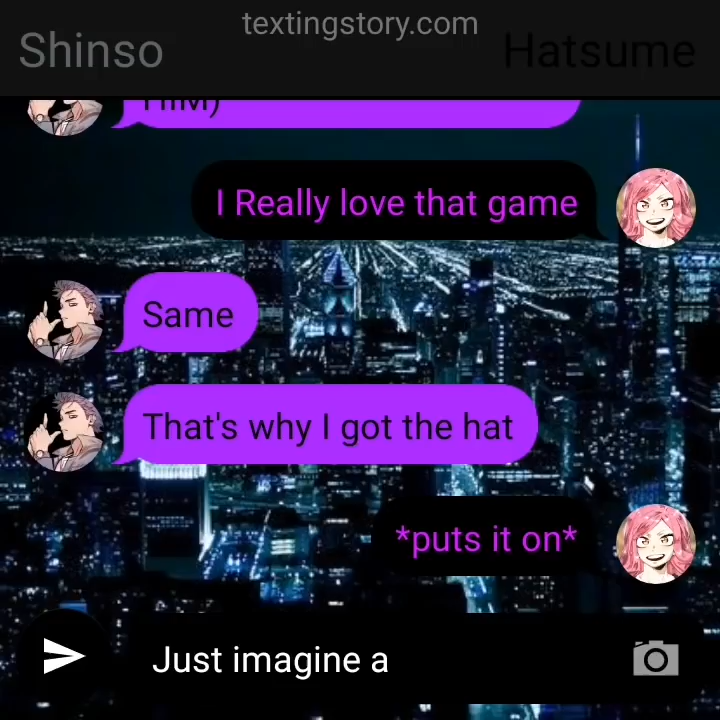 textingstory.com
Shinso
Hatsume
I Really love that game
Same
That's why I got the hat
*puts it on*
Just imagine a